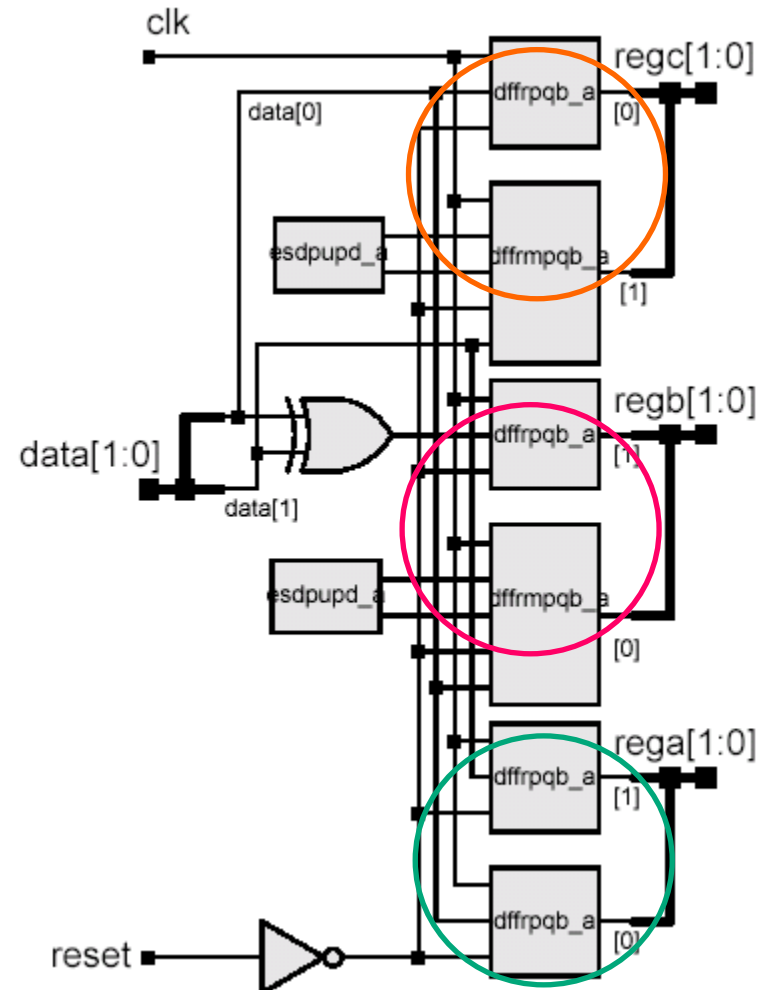 clk
regc[1:0]
dffrpqb_a
[0]
data[0]
esdpupd_a
dffrmpqb_a
[1]
regb[1:0]
dffrpqb_a
[1]
data[1:0]
data[1]
esdpupd_a
dffrmpqb_a
[0]
rega[1:0]
dffrpqb_a
[1]
dffrpqb_a
[0]
reset